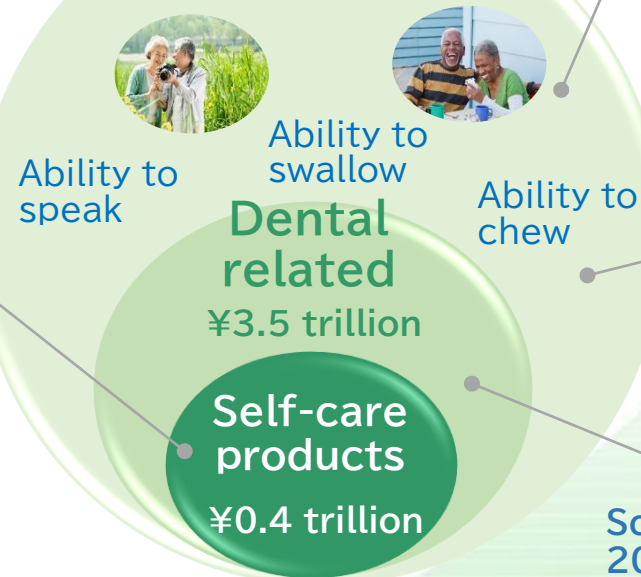 Ability to
swallow
Ability to
speak
Ability to
chew
Dental
related
¥3.5 trillion
Self-care
products
¥0.4 trillion
20